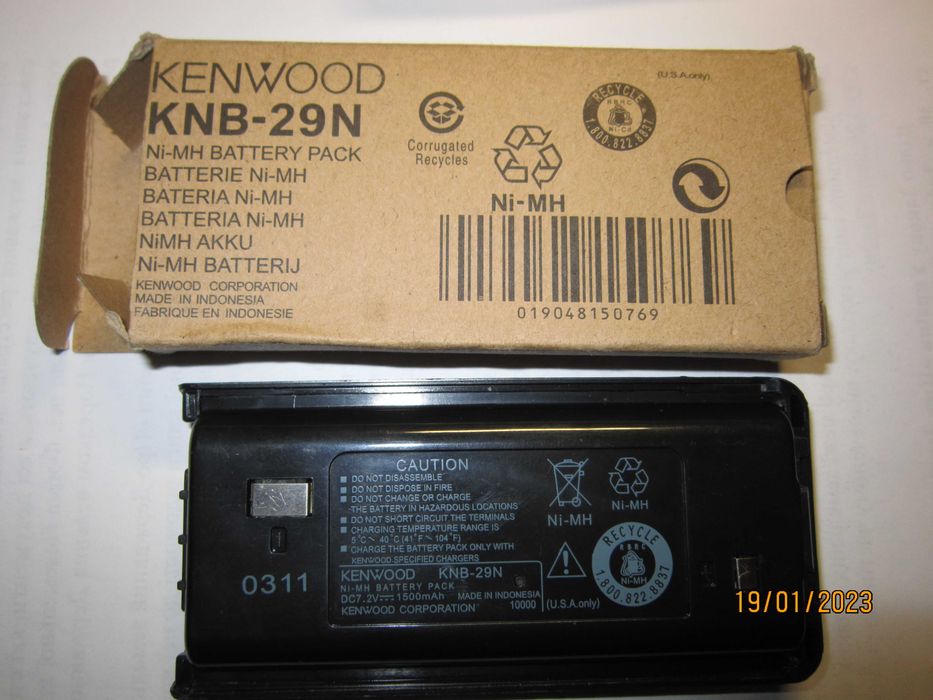 KENWOOD
KNB-29N
Ni-MH BATTERY PACK
BATTERIE Ni-MH
BATERIA Ni-MH
BATTERIA Ni-MH
NiMH AKKU
Ni-MH BATTERIJ
KENWOOD CORPORATION
MADE IN INDONESIA
FABRIQUE EN INDONESIE
Corrugated
Recycles
Ni-MH
(U.S.A.only)
RECYCLE
RBRC
Ni-Cd
1.800.822.8837
019048150769
CAUTION
DO NOT DISASSEMBLE
DO NOT DISPOSE IN FIRE
DO NOT CHANGE OR CHARGE
THE BATTERY IN HAZARDOUS LOCATIONS
DO NOT SHORT CIRCUIT THE TERMINALS
CHARGING TEMPERATURE RANGE IS
5°C ~ 40°C (41°F ~ 104°F)
CHARGE THE BATTERY PACK ONLY WITH
KENWOOD-SPECIFIED CHARGERS
KENWOOD KNB-29N
Ni-MH BATTERY PACK
DC7.2V 1500mAh MADE IN INDONESIA
KENWOOD CORPORATION 10000
Ni-MH
Ni-MH
RECYCLE
RBRC
Ni-MH
1.800.822.8837
(U.S.A.only)
0311
19/01/2023